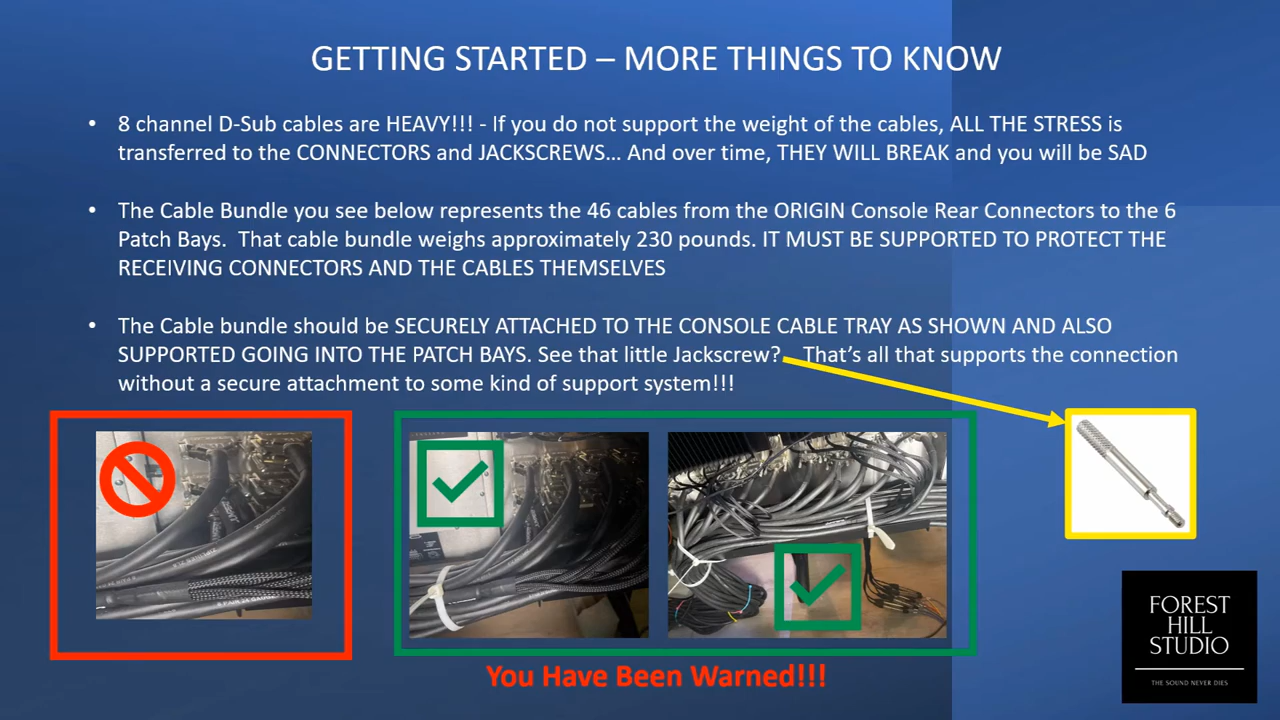 GETTING STARTED – MORE THINGS TO KNOW
• 8 channel D-Sub cables are HEAVY!!! - If you do not support the weight of the cables, ALL THE STRESS is
transferred to the CONNECTORS and JACKSCREWS… And over time, THEY WILL BREAK and you will be SAD
• The Cable Bundle you see below represents the 46 cables from the ORIGIN Console Rear Connectors to the 6
Patch Bays. That cable bundle weighs approximately 230 pounds. IT MUST BE SUPPORTED TO PROTECT THE
RECEIVING CONNECTORS AND THE CABLES THEMSELVES
• The Cable bundle should be SECURELY ATTACHED TO THE CONSOLE CABLE TRAY AS SHOWN AND ALSO
SUPPORTED GOING INTO THE PATCH BAYS. See that little Jackscrew? That's all that supports the connection
without a secure attachment to some kind of support system!!!
You Have Been Warned!!!
FOREST
HILL
STUDIO
THE SOUND NEVER DIES